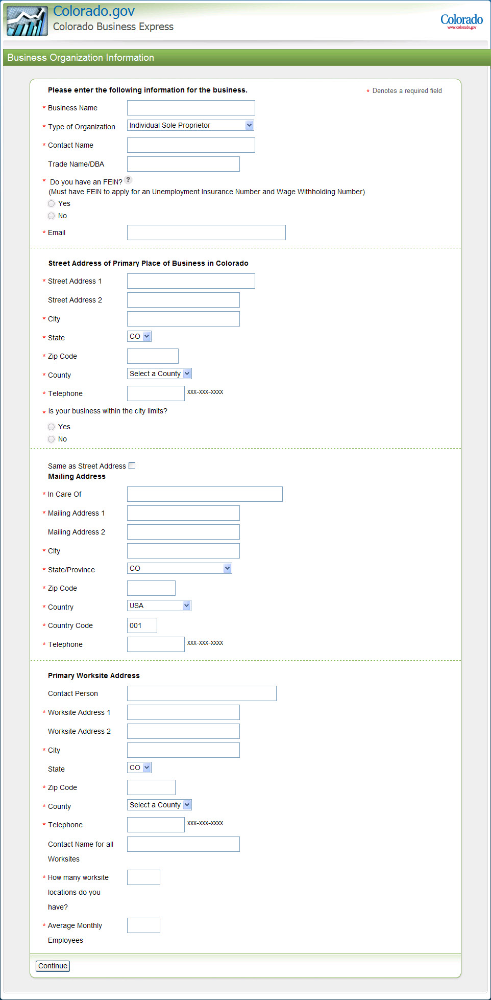 Colorado.gov
Colorado Business Express
Colorado
www.colorado.gov
Business Organization Information
Please enter the following information for the business.
* Denotes a required field
* Business Name
* Type of Organization Individual Sole Proprietor
* Contact Name
Trade Name/DBA
* Do you have an FEIN? ?
(Must have FEIN to apply for an Unemployment Insurance Number and Wage Withholding Number)
Yes
No
* Email
Street Address of Primary Place of Business in Colorado
* Street Address 1
Street Address 2
* City
* State CO
* Zip Code
* County Select a County
* Telephone xxx-xxx-xxxx
* Is your business within the city limits?
Yes
No
Same as Street Address
Mailing Address
* In Care Of
* Mailing Address 1
Mailing Address 2
* City
* State/Province CO
* Zip Code
* Country USA
* Country Code 001
* Telephone xxx-xxx-xxxx
Primary Worksite Address
Contact Person
* Worksite Address 1
Worksite Address 2
* City
State CO
* Zip Code
* County Select a County
* Telephone xxx-xxx-xxxx
Contact Name for all
Worksites
* How many worksite
locations do you
have?
* Average Monthly
Employees
Continue